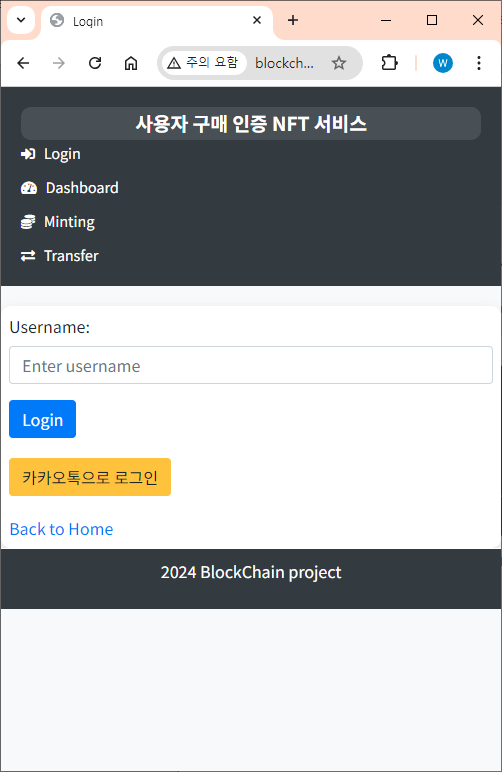 Login
주의 요함
blockch...
W
사용자 구매 인증 NFT 서비스
Login
Dashboard
Minting
Transfer
Username:
Enter username
Login
카카오톡으로 로그인
Back to Home
2024 BlockChain project